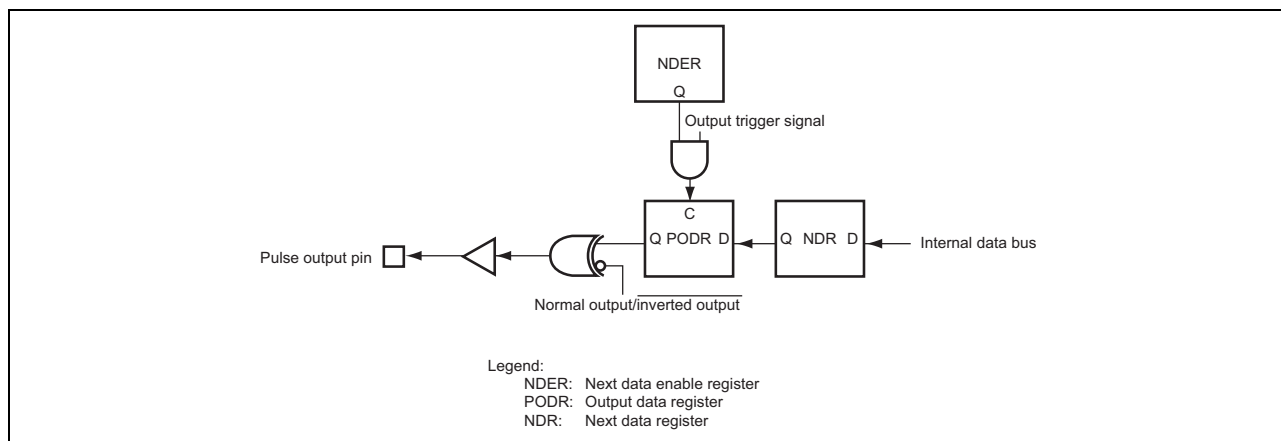 NDER
Q
Output trigger signal
C
Q PODR D
Q NDR D
Internal data bus
Pulse output pin
Normal output/inverted output
Legend:
NDER: Next data enable register
PODR: Output data register
NDR: Next data register